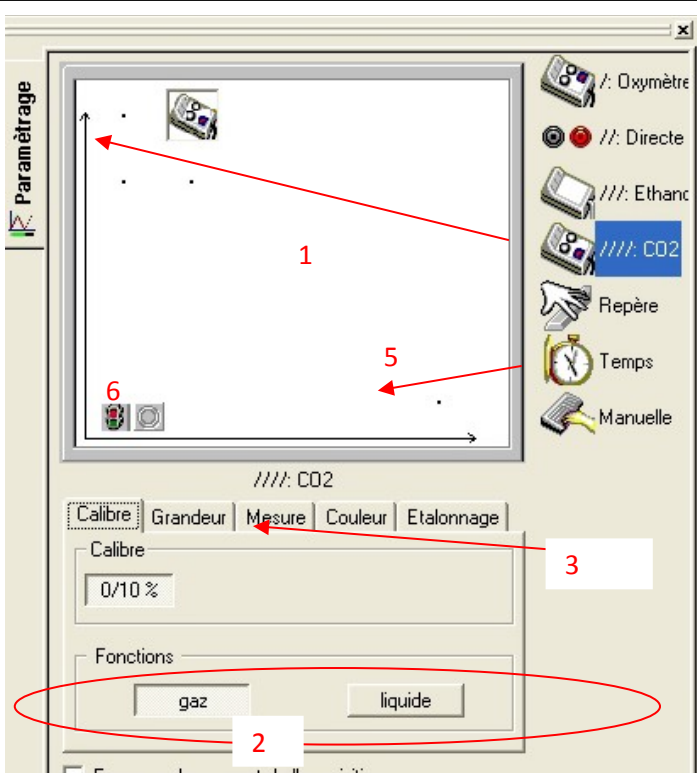 x
Paramètrage
/: Oxymètre
//: Directe
///: Ethano
////: CO2
Repère
Temps
Manuelle
1
5
6
////: CO2
Calibre Grandeur Mesure Couleur Etalonnage
3
Calibre
0/10 %
Fonctions
gaz liquide
2